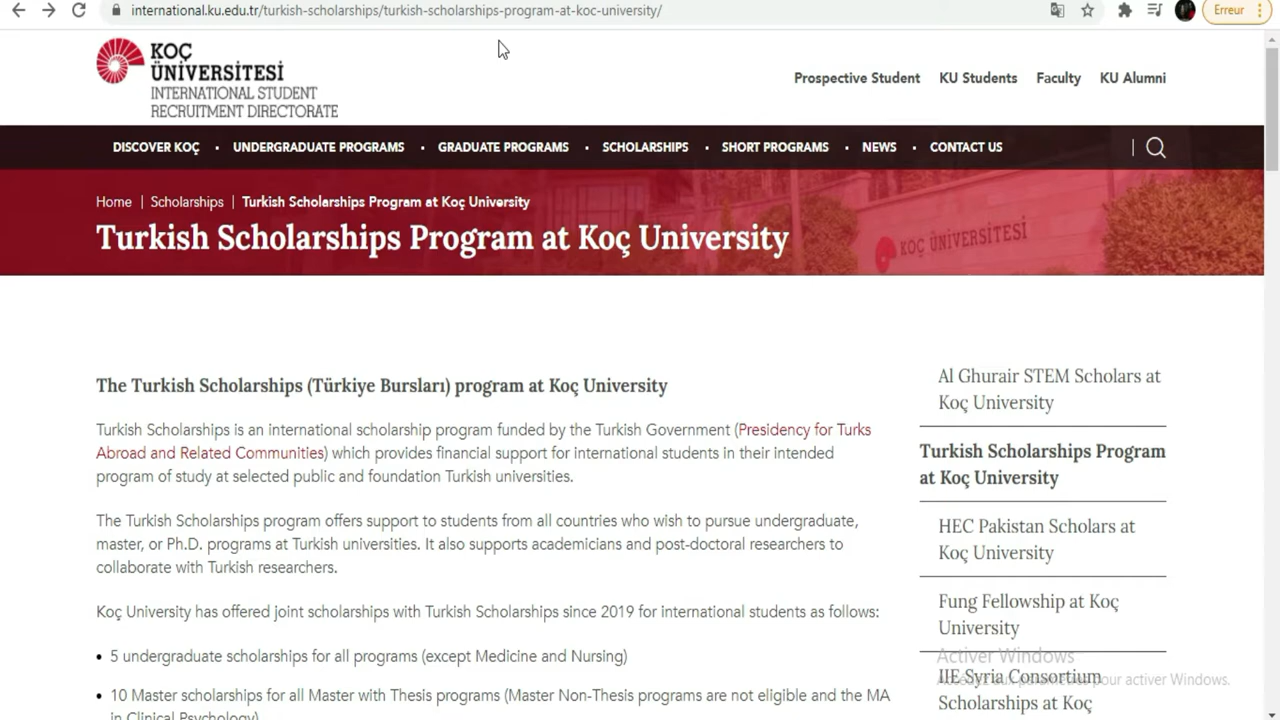 international.ku.edu.tr/turkish-scholarships/turkish-scholarships-program-at-koc-university/
Erreur
KOÇ
ÜNİVERSİTESİ
INTERNATIONAL STUDENT
RECRUITMENT DIRECTORATE
Prospective Student KU Students Faculty KU Alumni
DISCOVER KOÇ • UNDERGRADUATE PROGRAMS • GRADUATE PROGRAMS • SCHOLARSHIPS • SHORT PROGRAMS • NEWS • CONTACT US
Home | Scholarships | Turkish Scholarships Program at Koç University
Turkish Scholarships Program at Koç University
KOÇ ÜNİVERSİTESİ
The Turkish Scholarships (Türkiye Bursları) program at Koç University
Turkish Scholarships is an international scholarship program funded by the Turkish Government (Presidency for Turks
Abroad and Related Communities) which provides financial support for international students in their intended
program of study at selected public and foundation Turkish universities.
The Turkish Scholarships program offers support to students from all countries who wish to pursue undergraduate,
master, or Ph.D. programs at Turkish universities. It also supports academicians and post-doctoral researchers to
collaborate with Turkish researchers.
Koç University has offered joint scholarships with Turkish Scholarships since 2019 for international students as follows:
• 5 undergraduate scholarships for all programs (except Medicine and Nursing)
• 10 Master scholarships for all Master with Thesis programs (Master Non-Thesis programs are not eligible and the MA
in Clinical Psychology)
Al Ghurair STEM Scholars at
Koç University
Turkish Scholarships Program
at Koç University
HEC Pakistan Scholars at
Koç University
Fung Fellowship at Koç
University
IIE Syria Consortium
Scholarships at Koç
Activer Windows
pour activer Windows.